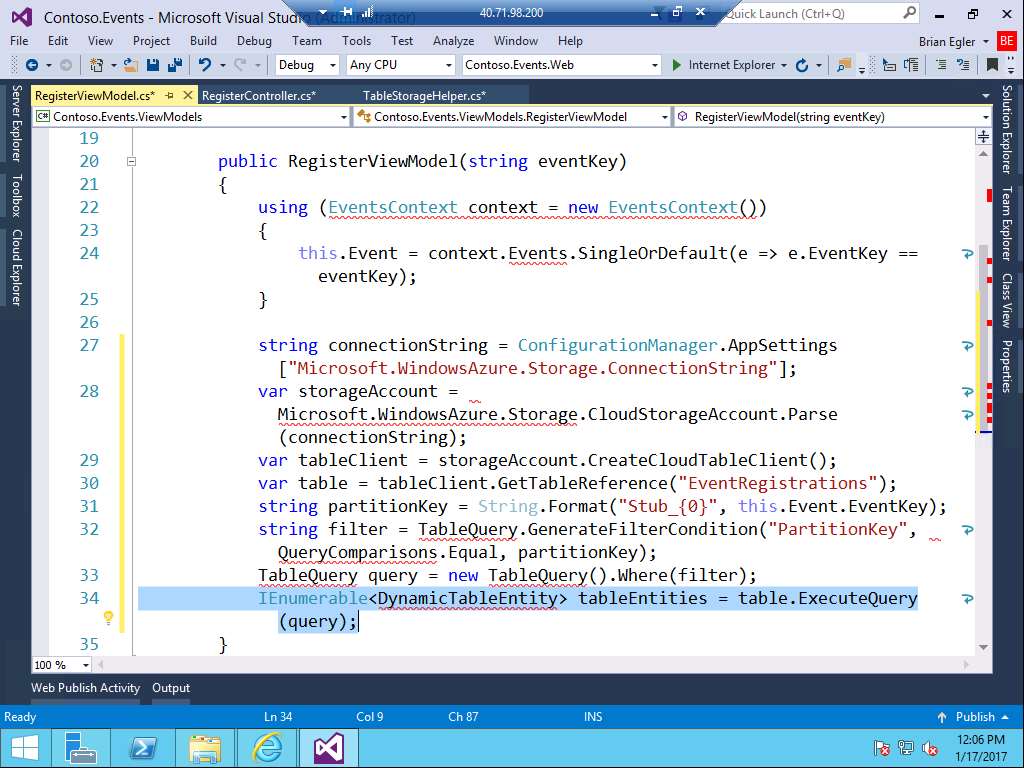 Contoso.Events - Microsoft Visual Studio (Administrator)
40.71.98.200
Quick Launch (Ctrl+Q)
File Edit View Project Build Debug Team Tools Test Analyze Window Help
Brian Egler BE
Debug Any CPU Contoso.Events.Web Internet Explorer
RegisterViewModel.cs* RegisterController.cs* TableStorageHelper.cs*
C# Contoso.Events.ViewModels Contoso.Events.ViewModels.RegisterViewModel RegisterViewModel(string eventKey)
Server Explorer
Toolbox
Cloud Explorer
19
20 public RegisterViewModel(string eventKey)
21 {
22 using (EventsContext context = new EventsContext())
23 {
24 this.Event = context.Events.SingleOrDefault(e => e.EventKey ==
eventKey);
25 }
26
27 string connectionString = ConfigurationManager.AppSettings
["Microsoft.WindowsAzure.Storage.ConnectionString"];
28 var storageAccount =
Microsoft.WindowsAzure.Storage.CloudStorageAccount.Parse
(connectionString);
29 var tableClient = storageAccount.CreateCloudTableClient();
30 var table = tableClient.GetTableReference("EventRegistrations");
31 string partitionKey = String.Format("Stub_{0}", this.Event.EventKey);
32 string filter = TableQuery.GenerateFilterCondition("PartitionKey",
QueryComparisons.Equal, partitionKey);
33 TableQuery query = new TableQuery().Where(filter);
34 IEnumerable<DynamicTableEntity> tableEntities = table.ExecuteQuery
(query);
35 }
Solution Explorer
Team Explorer
Class View
Properties
100 %
Web Publish Activity Output
Ready Ln 34 Col 9 Ch 87 INS Publish
12:06 PM
1/17/2017